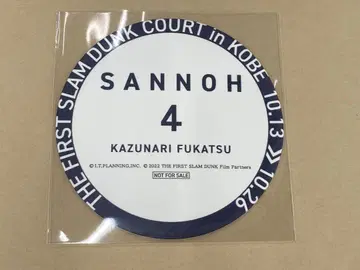 THE FIRST SLAM DUNK COURT in KOBE 10.13 》 10.26
SANNOH
4
KAZUNARI FUKATSU
© I.T.PLANNING,INC. © 2022 THE FIRST SLAM DUNK Film Partners
NOT FOR SALE